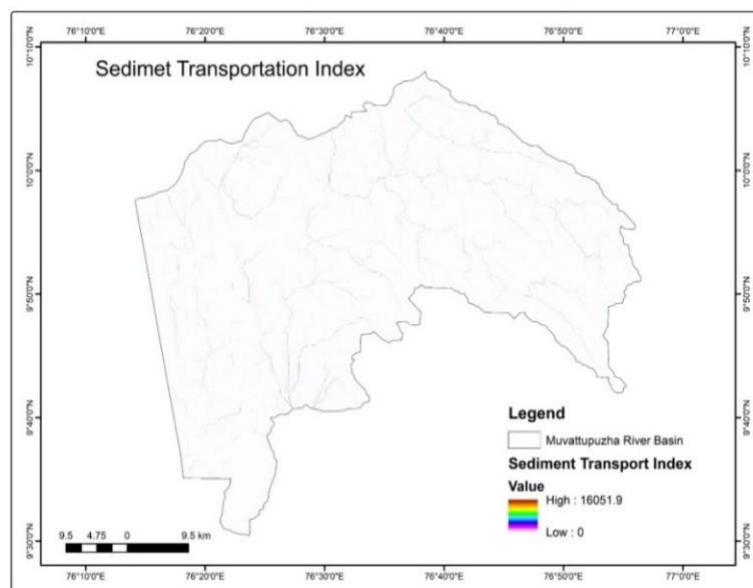 76°10'0"E 76°20'0"E 76°30'0"E 76°40'0"E 76°50'0"E 77°0'0"E
Sedimet Transportation Index
10°10'0"N 10°10'0"N
10°0'0"N 10°0'0"N
9°50'0"N 9°50'0"N
9°40'0"N 9°40'0"N
9°30'0"N 9°30'0"N
Legend
Muvattupuzha River Basin
Sediment Transport Index
Value
High : 16051.9
Low : 0
9.5 4.75 0 9.5 km
76°10'0"E 76°20'0"E 76°30'0"E 76°40'0"E 76°50'0"E 77°0'0"E